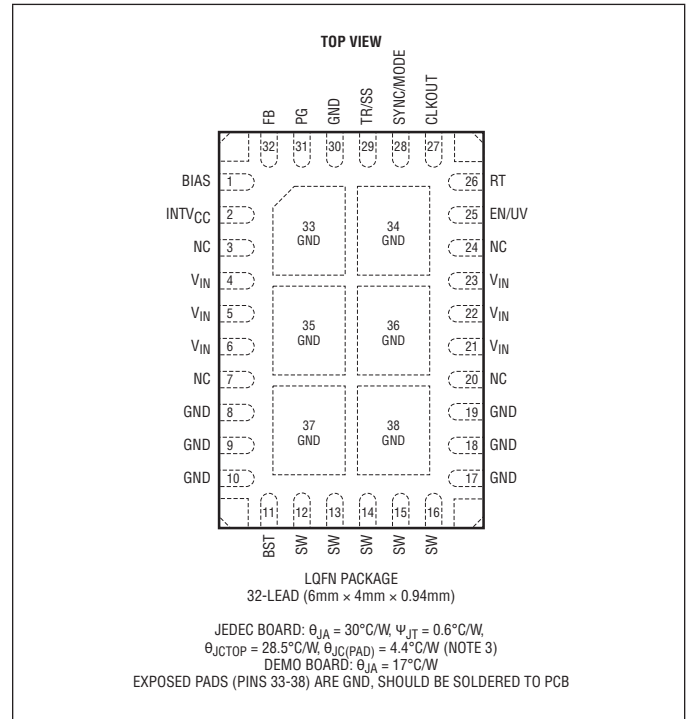 TOP VIEW
FB PG GND TR/SS SYNC/MODE CLKOUT
32 31 30 29 28 27
BIAS 1 26 RT
INTVCC 2 25 EN/UV
33 GND 34 GND
NC 3 24 NC
VIN 4 23 VIN
VIN 5 22 VIN
35 GND 36 GND
VIN 6 21 VIN
NC 7 20 NC
GND 8 19 GND
37 GND 38 GND
GND 9 18 GND
GND 10 17 GND
11 12 13 14 15 16
BST SW SW SW SW SW
LQFN PACKAGE
32-LEAD (6mm × 4mm × 0.94mm)
JEDEC BOARD: θJA = 30°C/W, ΨJT = 0.6°C/W,
θJCTOP = 28.5°C/W, θJC(PAD) = 4.4°C/W (NOTE 3)
DEMO BOARD: θJA = 17°C/W
EXPOSED PADS (PINS 33-38) ARE GND, SHOULD BE SOLDERED TO PCB